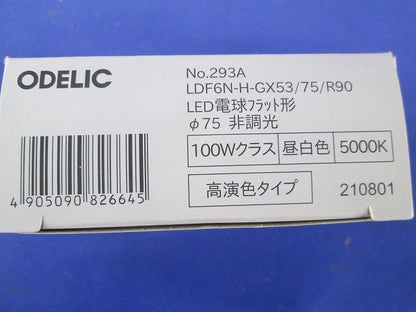 ODELIC
No.293A
LDF6N-H-GX53/75/R90
LED電球フラット形
φ75 非調光
100Wクラス 昼白色 5000K
高演色タイプ 210801
4 905090 826645